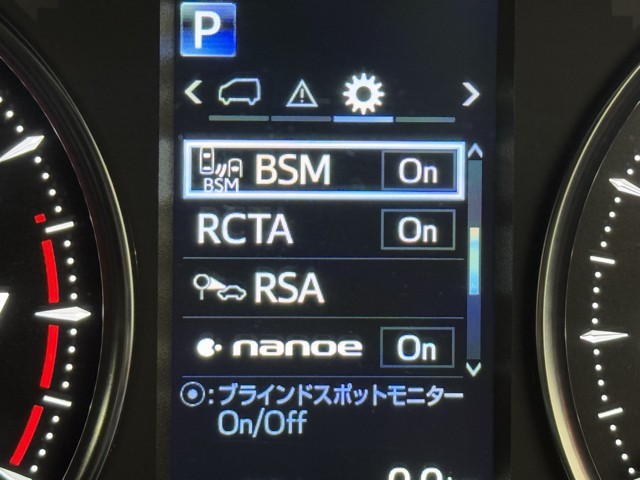 P
BSM BSM On
RCTA On
RSA
nanoe On
⦿:ブラインドスポットモニター
On/Off